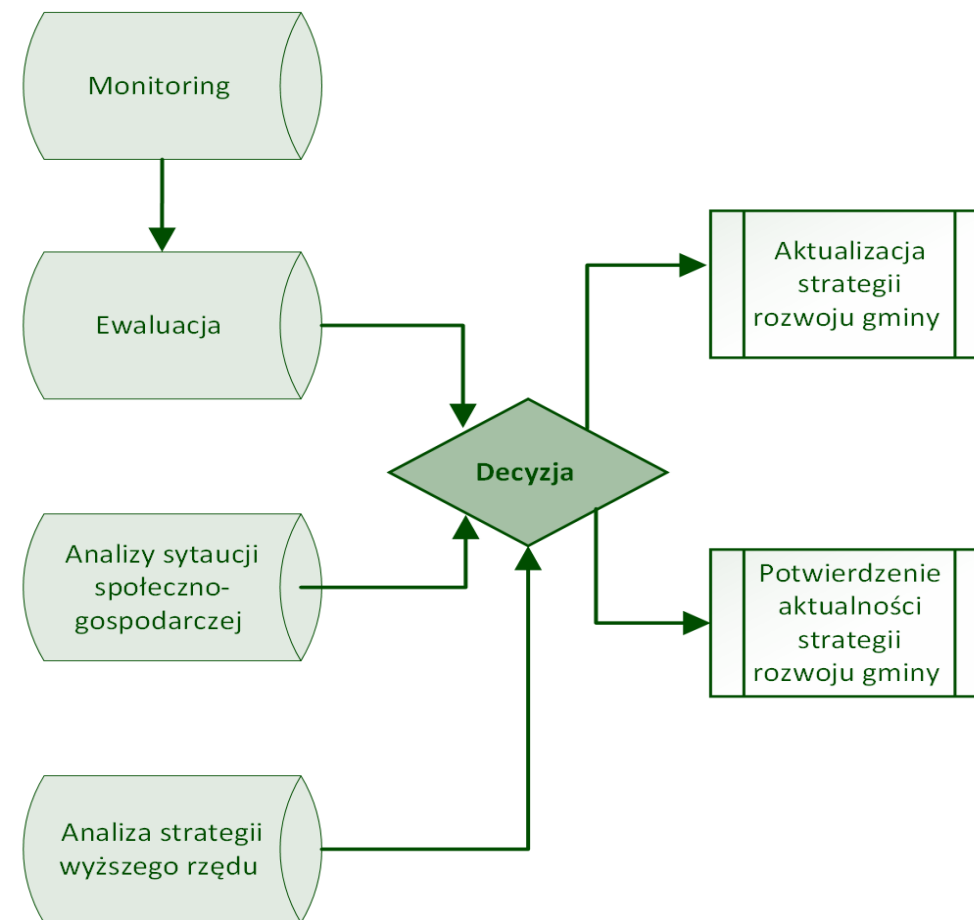 Monitoring
Ewaluacja
Aktualizacja
strategii
rozwoju gminy
Decyzja
Analizy sytaucji
społeczno-
gospodarczej
Potwierdzenie
aktualności
strategii
rozwoju gminy
Analiza strategii
wyższego rzędu